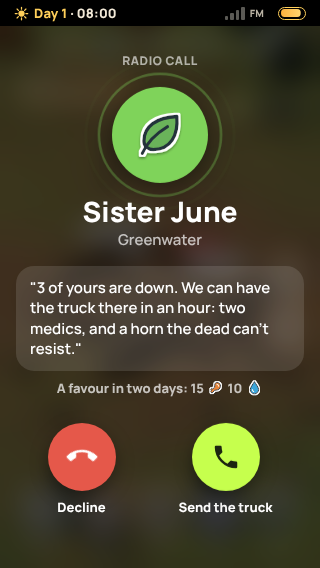 Day 1 · 08:00
FM
RADIO CALL
Sister June
Greenwater
"3 of yours are down. We can have
the truck there in an hour: two
medics, and a horn the dead can't
resist."
A favour in two days: 15 🍗 10 💧
Decline
Send the truck